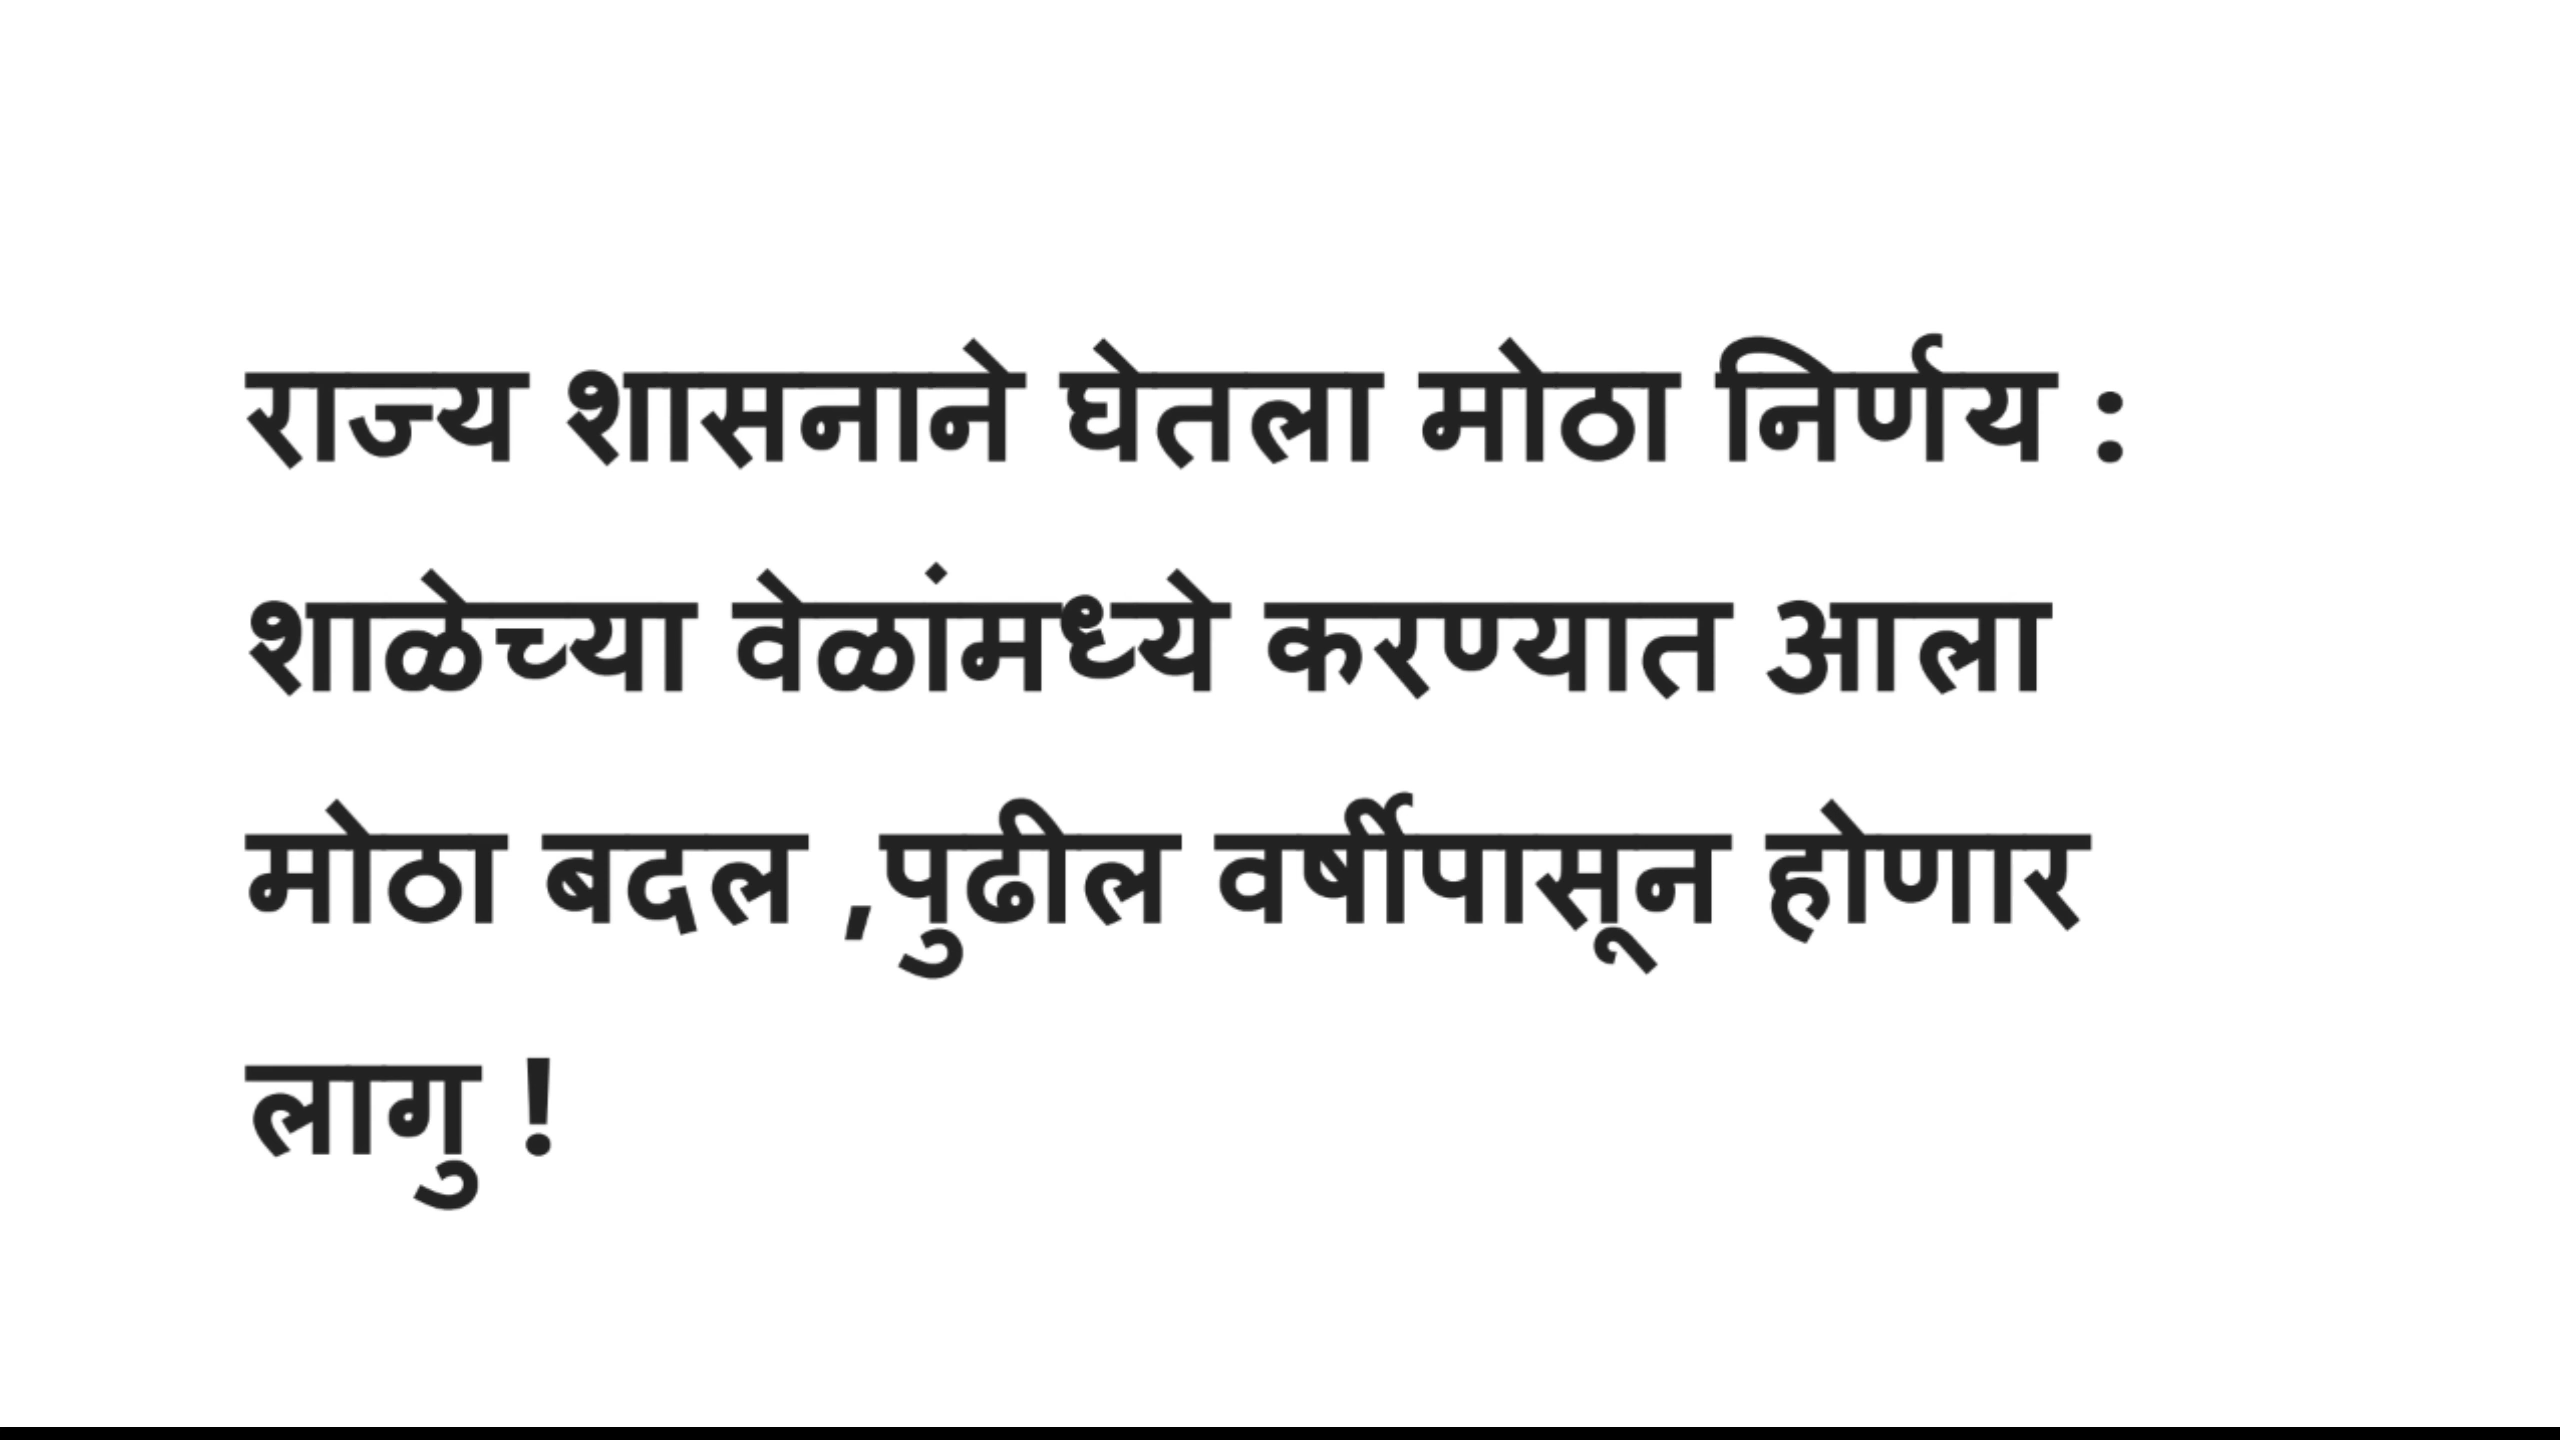 राज्य शासनाने घेतला मोठा निर्णय :
शाळेच्या वेळांमध्ये करण्यात आला
मोठा बदल ,पुढील वर्षीपासून होणार
लागु !